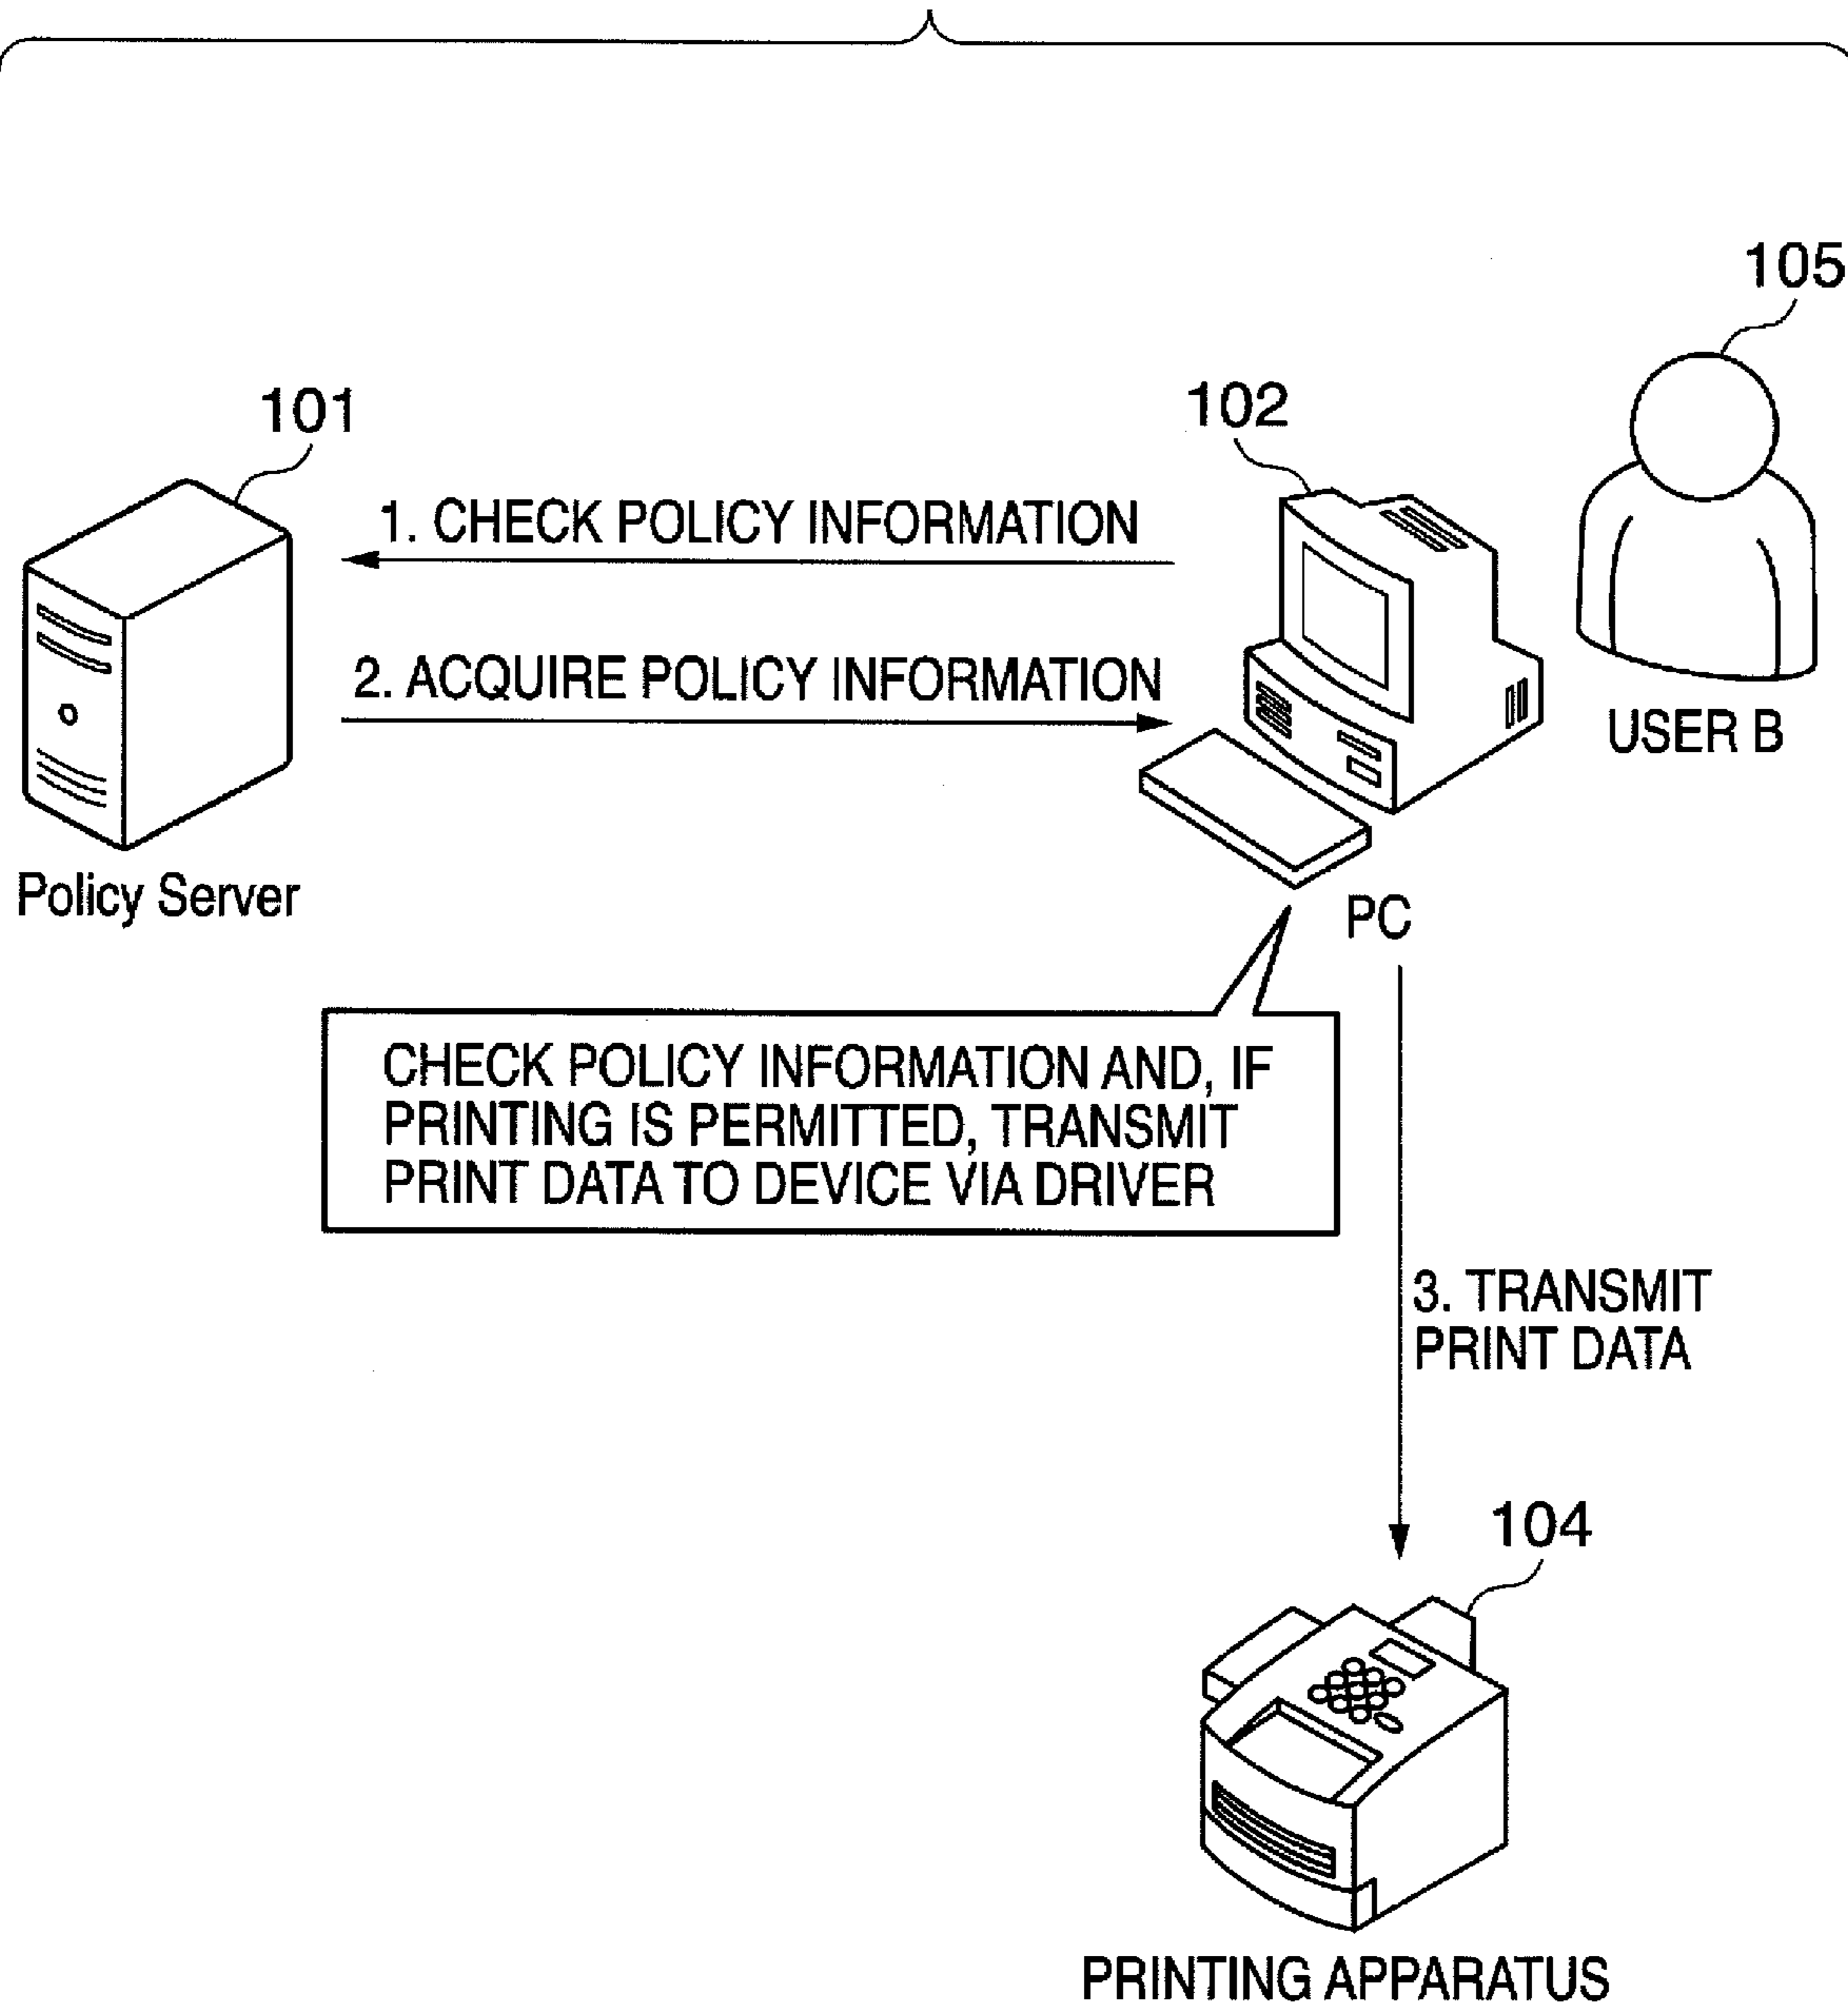 105
101
102
1. CHECK POLICY INFORMATION
2. ACQUIRE POLICY INFORMATION
USER B
Policy Server
PC
CHECK POLICY INFORMATION AND, IF
PRINTING IS PERMITTED, TRANSMIT
PRINT DATA TO DEVICE VIA DRIVER
3. TRANSMIT
PRINT DATA
104
PRINTING APPARATUS